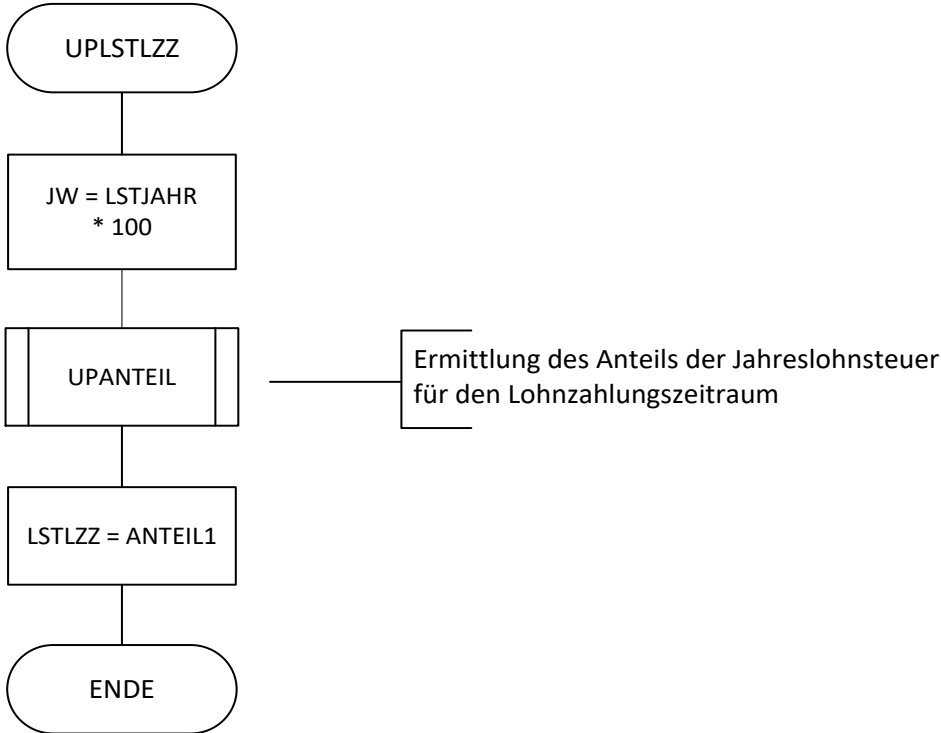 UPLSTLZZ
JW = LSTJAHR
* 100
UPANTEIL
Ermittlung des Anteils der Jahreslohnsteuer
für den Lohnzahlungszeitraum
LSTLZZ = ANTEIL1
ENDE